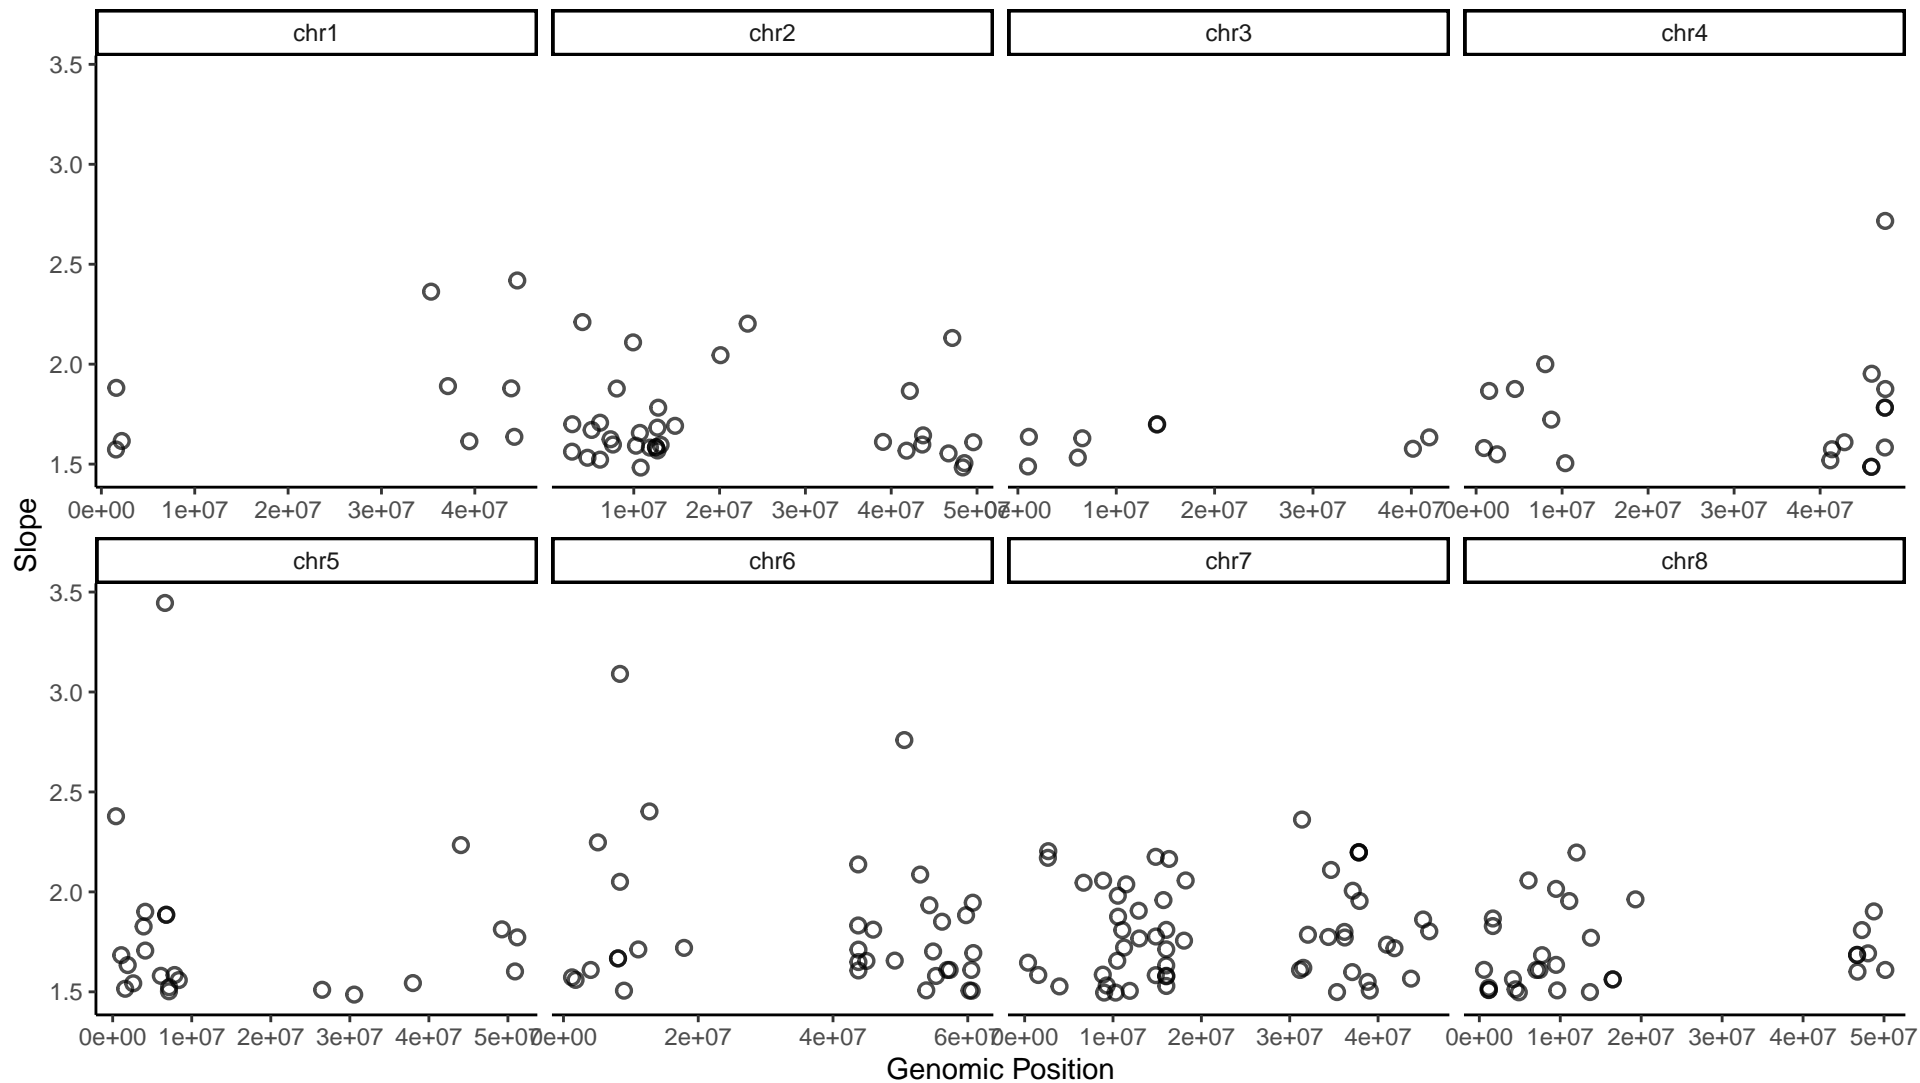 chr1 chr2 chr3 chr4
3.5
3.0
2.5
2.0
1.5
0e+00 1e+07 2e+07 3e+07 4e+07 1e+07 2e+07 3e+07 4e+07 5e+07 0e+00 1e+07 2e+07 3e+07 4e+07 0e+00 1e+07 2e+07 3e+07 4e+07
Slope
chr5 chr6 chr7 chr8
3.5
3.0
2.5
2.0
1.5
0e+00 1e+07 2e+07 3e+07 4e+07 5e+07 0e+00 2e+07 4e+07 6e+07 0e+00 1e+07 2e+07 3e+07 4e+07 0e+00 1e+07 2e+07 3e+07 4e+07 5e+07
Genomic Position